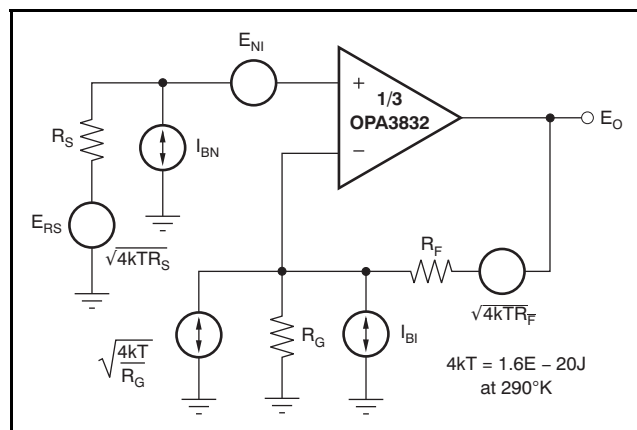 E_NI
1/3
OPA3832
+
−
E_O
R_S
I_BN
E_RS
√4kTR_S
R_F
√4kTR_F
√4kT/R_G
R_G
I_BI
4kT = 1.6E − 20J
at 290°K